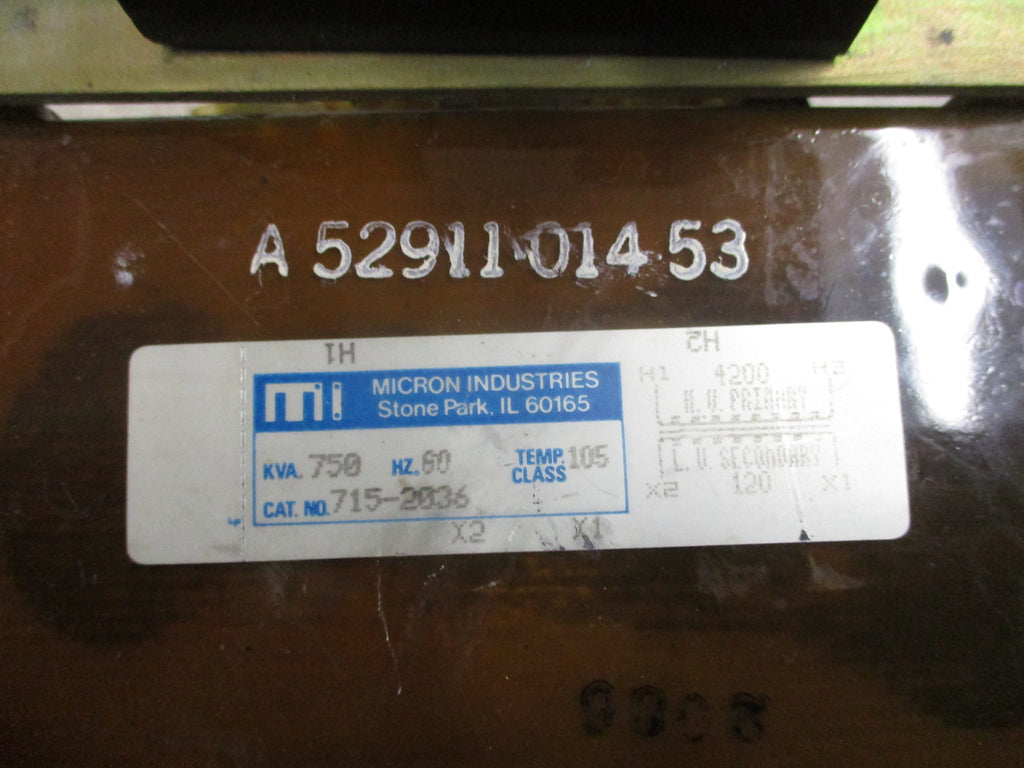 A 52911 014 53
H1 H2
mi!
MICRON INDUSTRIES
Stone Park, IL 60165
KVA. 750 HZ. 60 TEMP. CLASS 105
CAT. NO. 715-2036
X2 X1
H1 4200 H2
H.V. PRIMARY
L.V. SECONDARY
X2 120 X1